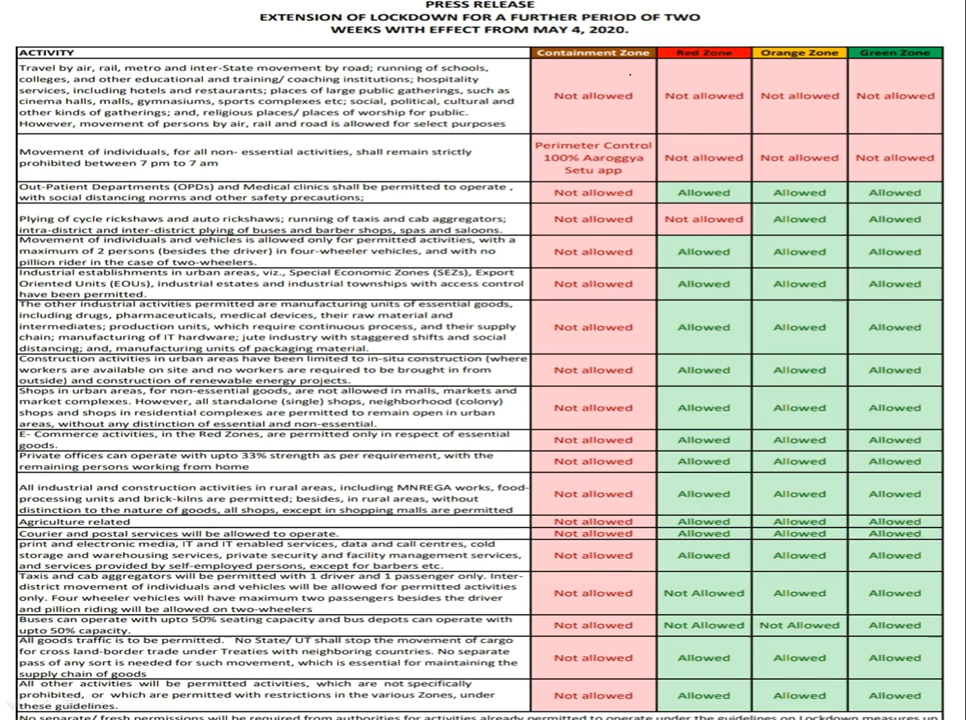 PRESS RELEASE
EXTENSION OF LOCKDOWN FOR A FURTHER PERIOD OF TWO
WEEKS WITH EFFECT FROM MAY 4, 2020.
ACTIVITY Containment Zone Red Zone Orange Zone Green Zone
Travel by air, rail, metro and inter-State movement by road; running of schools,
colleges, and other educational and training/ coaching institutions; hospitality
services, including hotels and restaurants; places of large public gatherings, such as
cinema halls, malls, gymnasiums, sports complexes etc; social, political, cultural and
other kinds of gatherings; and, religious places/ places of worship for public.
However, movement of persons by air, rail and road is allowed for select purposes
Not allowed Not allowed Not allowed Not allowed
Movement of individuals, for all non- essential activities, shall remain strictly
prohibited between 7 pm to 7 am
Perimeter Control
100% Aaroggya
Setu app
Not allowed Not allowed Not allowed
Out-Patient Departments (OPDs) and Medical clinics shall be permitted to operate ,
with social distancing norms and other safety precautions;
Not allowed Allowed Allowed Allowed
Plying of cycle rickshaws and auto rickshaws; running of taxis and cab aggregators;
intra-district and inter-district plying of buses and barber shops, spas and saloons.
Not allowed Not allowed Allowed Allowed
Movement of individuals and vehicles is allowed only for permitted activities, with a
maximum of 2 persons (besides the driver) in four-wheeler vehicles, and with no
pillion rider in the case of two-wheelers.
Not allowed Allowed Allowed Allowed
Industrial establishments in urban areas, viz., Special Economic Zones (SEZs), Export
Oriented Units (EOUs), industrial estates and industrial townships with access control
have been permitted.
Not allowed Allowed Allowed Allowed
The other industrial activities permitted are manufacturing units of essential goods,
including drugs, pharmaceuticals, medical devices, their raw material and
intermediates; production units, which require continuous process, and their supply
chain; manufacturing of IT hardware; jute industry with staggered shifts and social
distancing; and, manufacturing units of packaging material.
Not allowed Allowed Allowed Allowed
Construction activities in urban areas have been limited to in-situ construction (where
workers are available on site and no workers are required to be brought in from
outside) and construction of renewable energy projects.
Not allowed Allowed Allowed Allowed
Shops in urban areas, for non-essential goods, are not allowed in malls, markets and
market complexes. However, all standalone (single) shops, neighborhood (colony)
shops and shops in residential complexes are permitted to remain open in urban
areas, without any distinction of essential and non-essential.
Not allowed Allowed Allowed Allowed
E- Commerce activities, in the Red Zones, are permitted only in respect of essential
goods.
Not allowed Allowed Allowed Allowed
Private offices can operate with upto 33% strength as per requirement, with the
remaining persons working from home
Not allowed Allowed Allowed Allowed
All industrial and construction activities in rural areas, including MNREGA works, food-
processing units and brick-kilns are permitted; besides, in rural areas, without
distinction to the nature of goods, all shops, except in shopping malls are permitted
Not allowed Allowed Allowed Allowed
Agriculture related Not allowed Allowed Allowed Allowed
Courier and postal services will be allowed to operate. Not allowed Allowed Allowed Allowed
print and electronic media, IT and IT enabled services, data and call centres, cold
storage and warehousing services, private security and facility management services,
and services provided by self-employed persons, except for barbers etc.
Not allowed Allowed Allowed Allowed
Taxis and cab aggregators will be permitted with 1 driver and 1 passenger only. Inter-
district movement of individuals and vehicles will be allowed for permitted activities
only. Four wheeler vehicles will have maximum two passengers besides the driver
and pillion riding will be allowed on two-wheelers
Not allowed Not Allowed Allowed Allowed
Buses can operate with upto 50% seating capacity and bus depots can operate with
upto 50% capacity.
Not allowed Not Allowed Not Allowed Allowed
All goods traffic is to be permitted. No State/ UT shall stop the movement of cargo
for cross land-border trade under Treaties with neighboring countries. No separate
pass of any sort is needed for such movement, which is essential for maintaining the
supply chain of goods
Not allowed Allowed Allowed Allowed
All other activities will be permitted activities, which are not specifically
prohibited, or which are permitted with restrictions in the various Zones, under
these guidelines.
Not allowed Allowed Allowed Allowed
No separate/ fresh permissions will be required from authorities for activities already permitted to operate under the guidelines on Lockdown measures up